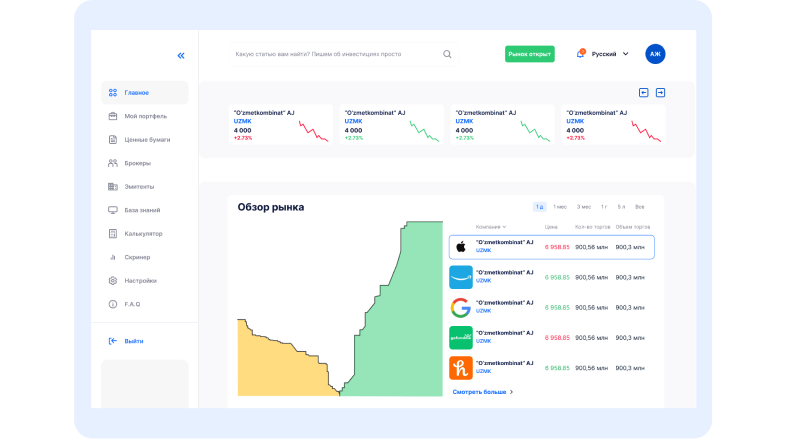 Какую статью вам найти? Пишем об инвестициях просто
Рынок открыт
Русский
АЖ
Главное
Мой портфель
Ценные бумаги
Брокеры
Эмитенты
База знаний
Калькулятор
Скринер
Настройки
F.A.Q
Выйти
"O'zmetkombinat" AJ
UZMK
4 000
+2.73%
"O'zmetkombinat" AJ
UZMK
4 000
+2.73%
"O'zmetkombinat" AJ
UZMK
4 000
+2.73%
"O'zmetkombinat" AJ
UZMK
4 000
+2.73%
Обзор рынка
1 д 1 мес 3 мес 1 г 5 л Все
Компания Цена Кол-во торгов Объем торгов
"O'zmetkombinat" AJ
UZMK
6 958.85 900,56 млн 900,3 млн
"O'zmetkombinat" AJ
UZMK
6 958.85 900,56 млн 900,3 млн
"O'zmetkombinat" AJ
UZMK
6 958.85 900,56 млн 900,3 млн
"O'zmetkombinat" AJ
UZMK
6 958.85 900,56 млн 900,3 млн
"O'zmetkombinat" AJ
UZMK
6 958.85 900,56 млн 900,3 млн
Смотреть больше